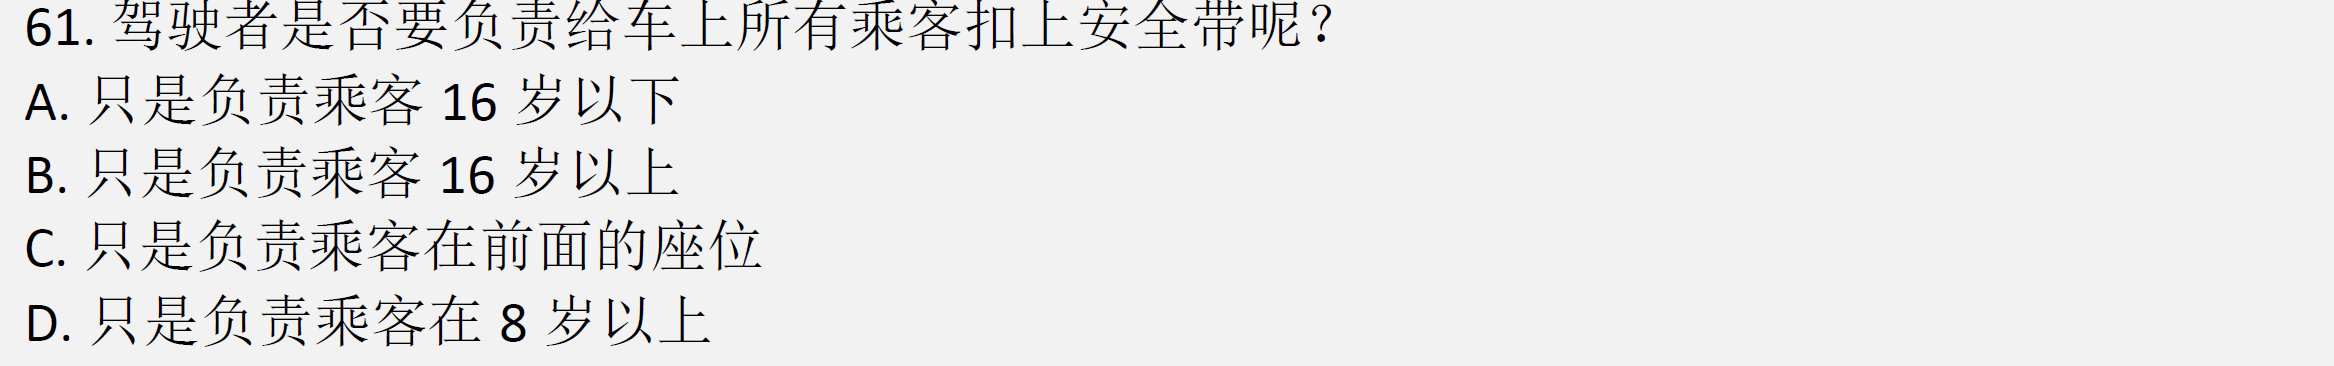 61. 驾驶者是否要负责给车上所有乘客扣上安全带呢？
A. 只是负责乘客 16 岁以下
B. 只是负责乘客 16 岁以上
C. 只是负责乘客在前面的座位
D. 只是负责乘客在 8 岁以上